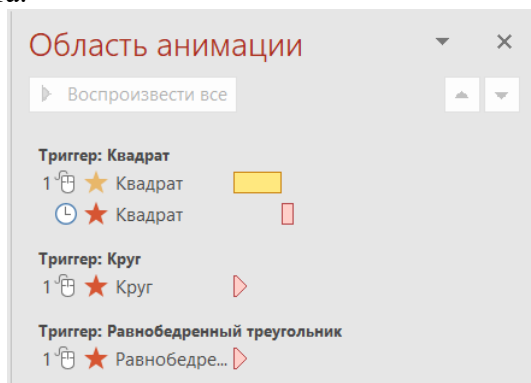 Область анимации
Воспроизвести все
Триггер: Квадрат
1 Квадрат
Квадрат
Триггер: Круг
1 Круг
Триггер: Равнобедренный треугольник
1 Равнобедре...